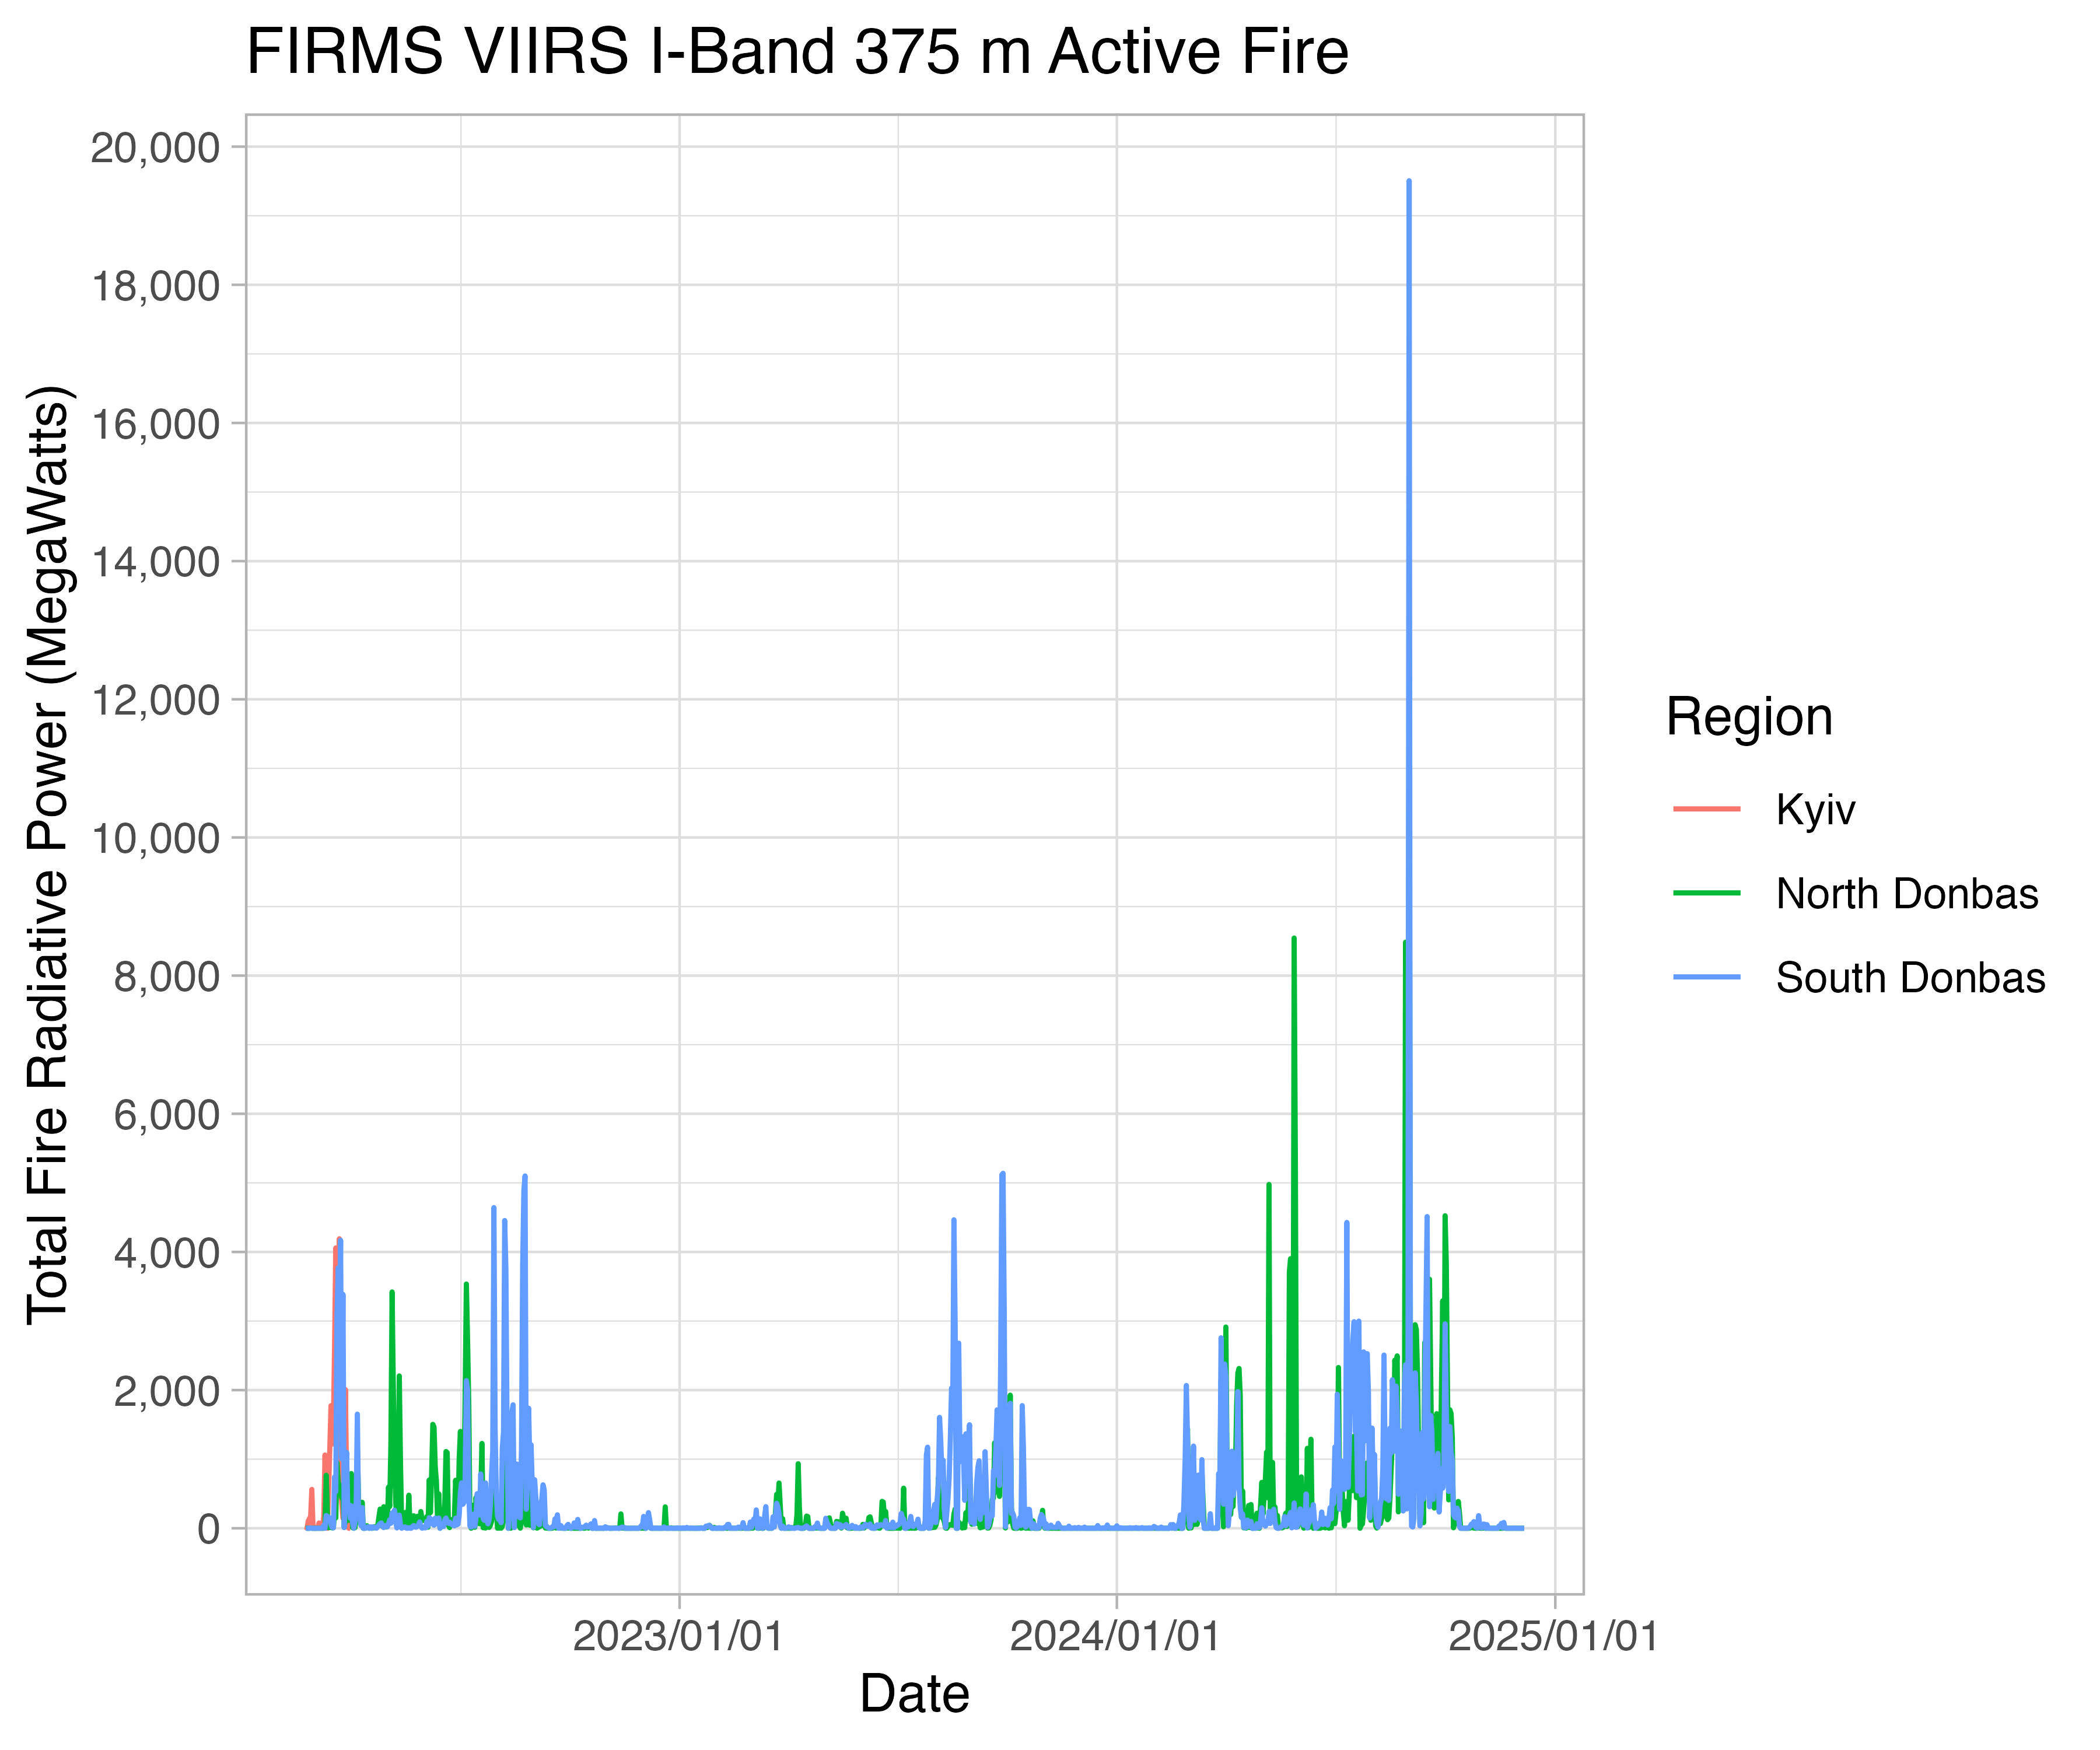 FIRMS VIIRS I-Band 375 m Active Fire
Total Fire Radiative Power (MegaWatts)
20,000
18,000
16,000
14,000
12,000
10,000
8,000
6,000
4,000
2,000
0
2023/01/01
2024/01/01
2025/01/01
Date
Region
Kyiv
North Donbas
South Donbas